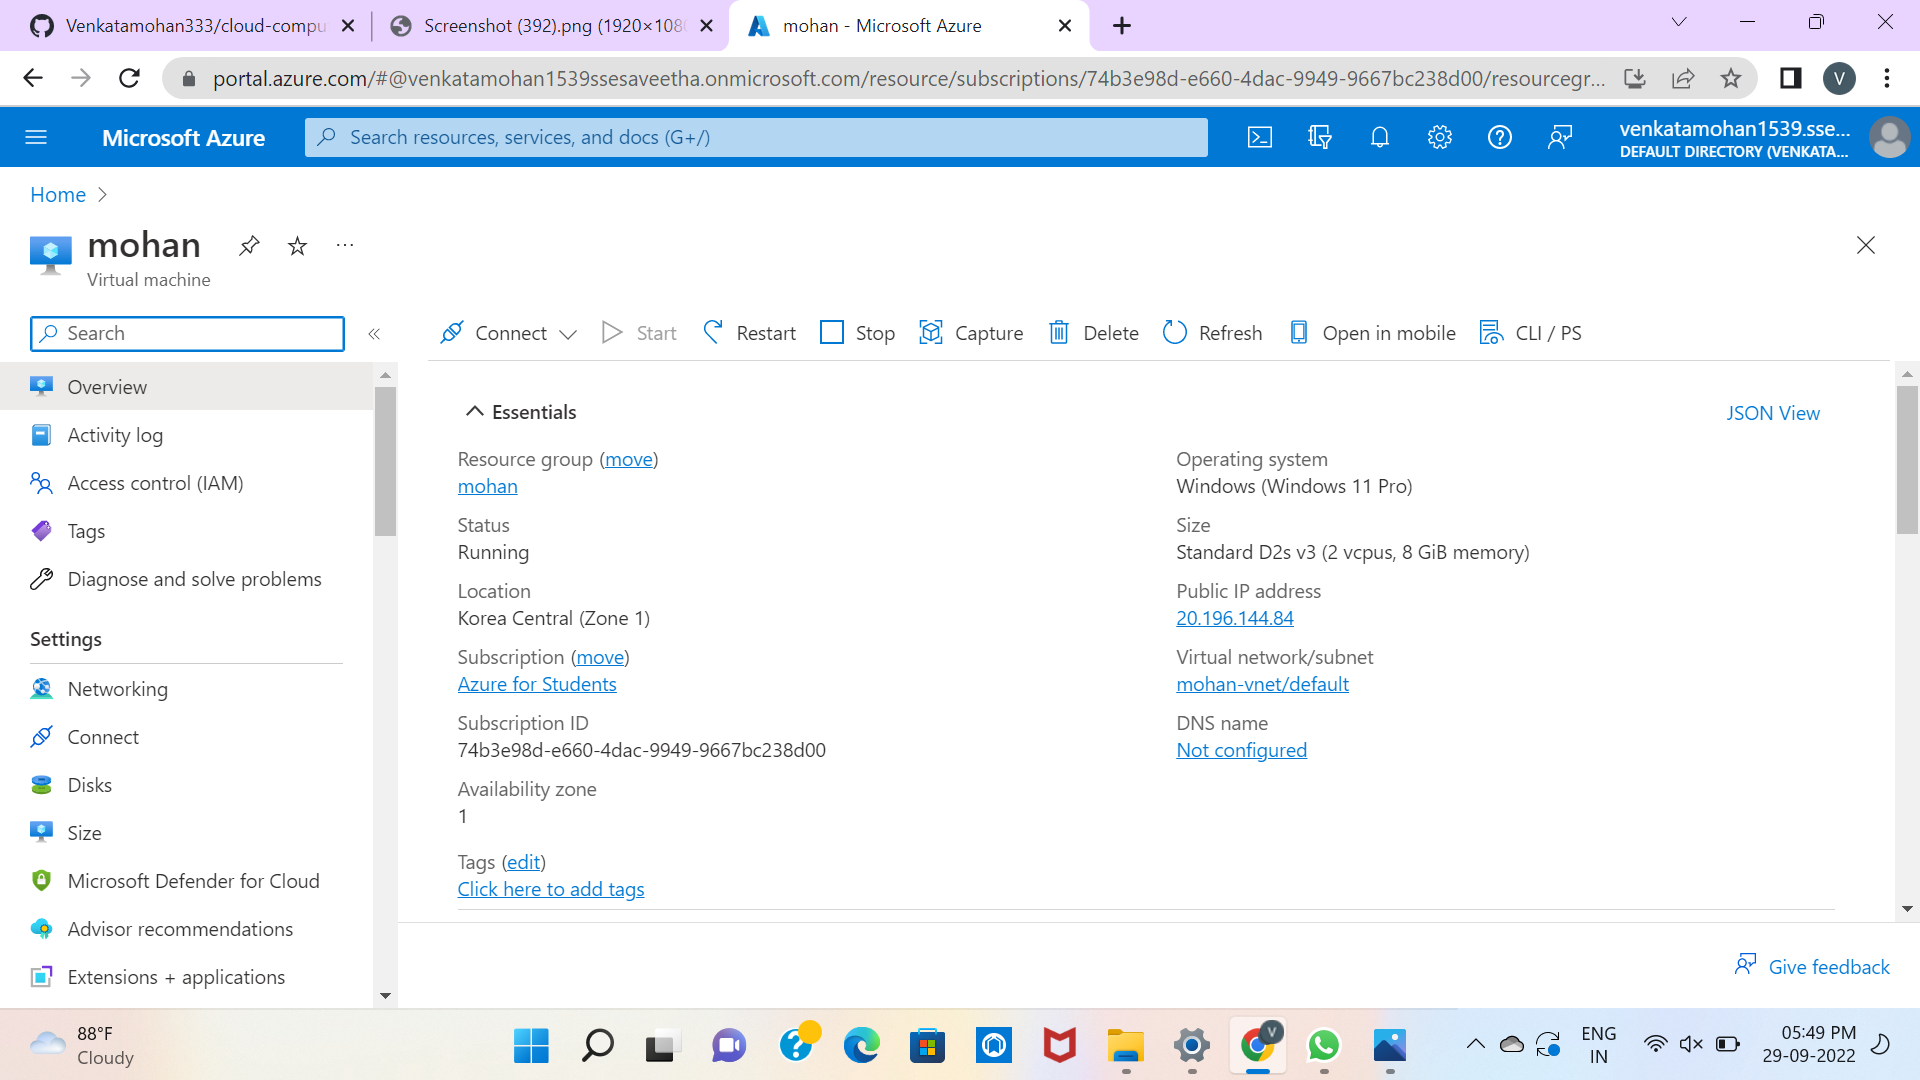 Venkatamohan333/cloud-compu
Screenshot (392).png (1920×108
mohan - Microsoft Azure
portal.azure.com/#@venkatamohan1539ssesaveetha.onmicrosoft.com/resource/subscriptions/74b3e98d-e660-4dac-9949-9667bc238d00/resourcegr...
V
Microsoft Azure
Search resources, services, and docs (G+/)
venkatamohan1539.sse...
DEFAULT DIRECTORY (VENKATA...
Home
mohan
Virtual machine
Search
Connect
Start
Restart
Stop
Capture
Delete
Refresh
Open in mobile
CLI / PS
Overview
Activity log
Access control (IAM)
Tags
Diagnose and solve problems
Settings
Networking
Connect
Disks
Size
Microsoft Defender for Cloud
Advisor recommendations
Extensions + applications
Essentials
JSON View
Resource group (move)
mohan
Status
Running
Location
Korea Central (Zone 1)
Subscription (move)
Azure for Students
Subscription ID
74b3e98d-e660-4dac-9949-9667bc238d00
Availability zone
1
Tags (edit)
Click here to add tags
Operating system
Windows (Windows 11 Pro)
Size
Standard D2s v3 (2 vcpus, 8 GiB memory)
Public IP address
20.196.144.84
Virtual network/subnet
mohan-vnet/default
DNS name
Not configured
Give feedback
88°F
Cloudy
V
ENG
IN
05:49 PM
29-09-2022